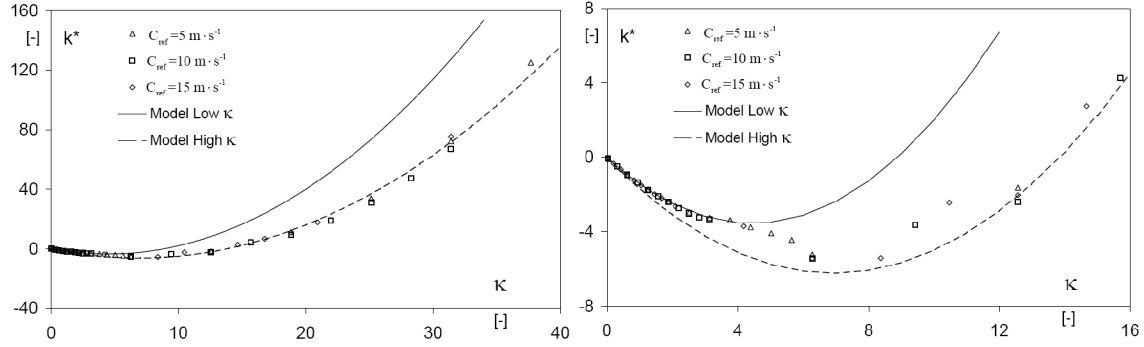 160
[-]
k*
120
80
40
0
-40
0
10
20
30
40
κ
[-]
C_ref =5 m · s⁻¹
C_ref =10 m · s⁻¹
C_ref =15 m · s⁻¹
Model Low κ
Model High κ
8
[-]
k*
4
0
-4
-8
0
4
8
12
16
κ
[-]
C_ref =5 m · s⁻¹
C_ref =10 m · s⁻¹
C_ref =15 m · s⁻¹
Model Low κ
Model High κ